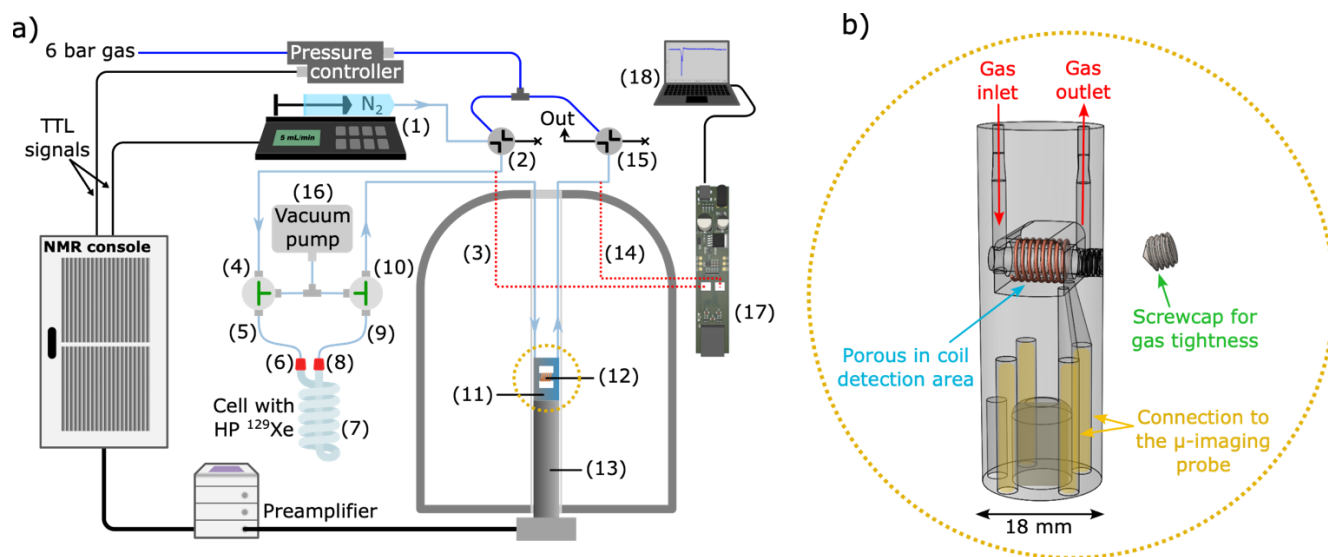 a)
6 bar gas
Pressure
controller
N₂
(1)
5 mL/min
TTL
signals
Out
(2)
(15)
(18)
(16)
Vacuum
pump
NMR console
(3)
(14)
(4)
(10)
(17)
(5)
(9)
(6)
(8)
Cell with
HP ¹²⁹Xe
(7)
(11)
(12)
(13)
Preamplifier
b)
Gas
inlet
Gas
outlet
Screwcap for
gas tightness
Porous in coil
detection area
Connection to
the μ-imaging
probe
18 mm